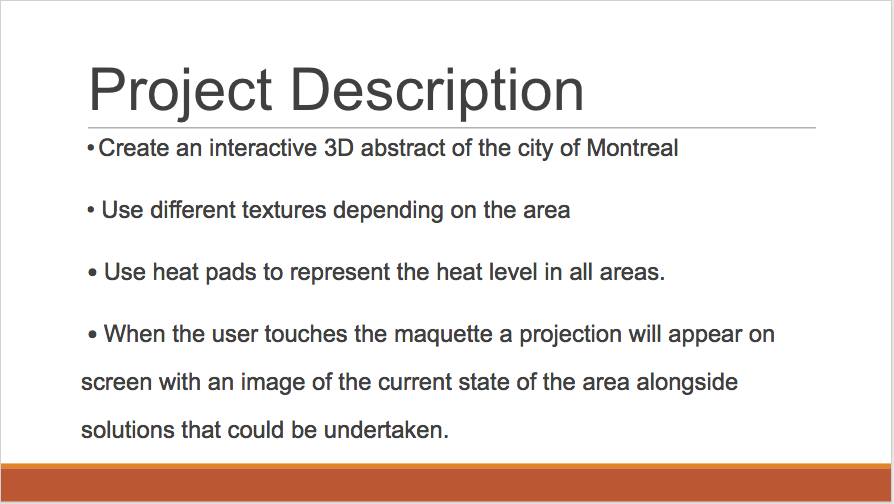 Project Description
• Create an interactive 3D abstract of the city of Montreal
• Use different textures depending on the area
• Use heat pads to represent the heat level in all areas.
• When the user touches the maquette a projection will appear on
screen with an image of the current state of the area alongside
solutions that could be undertaken.